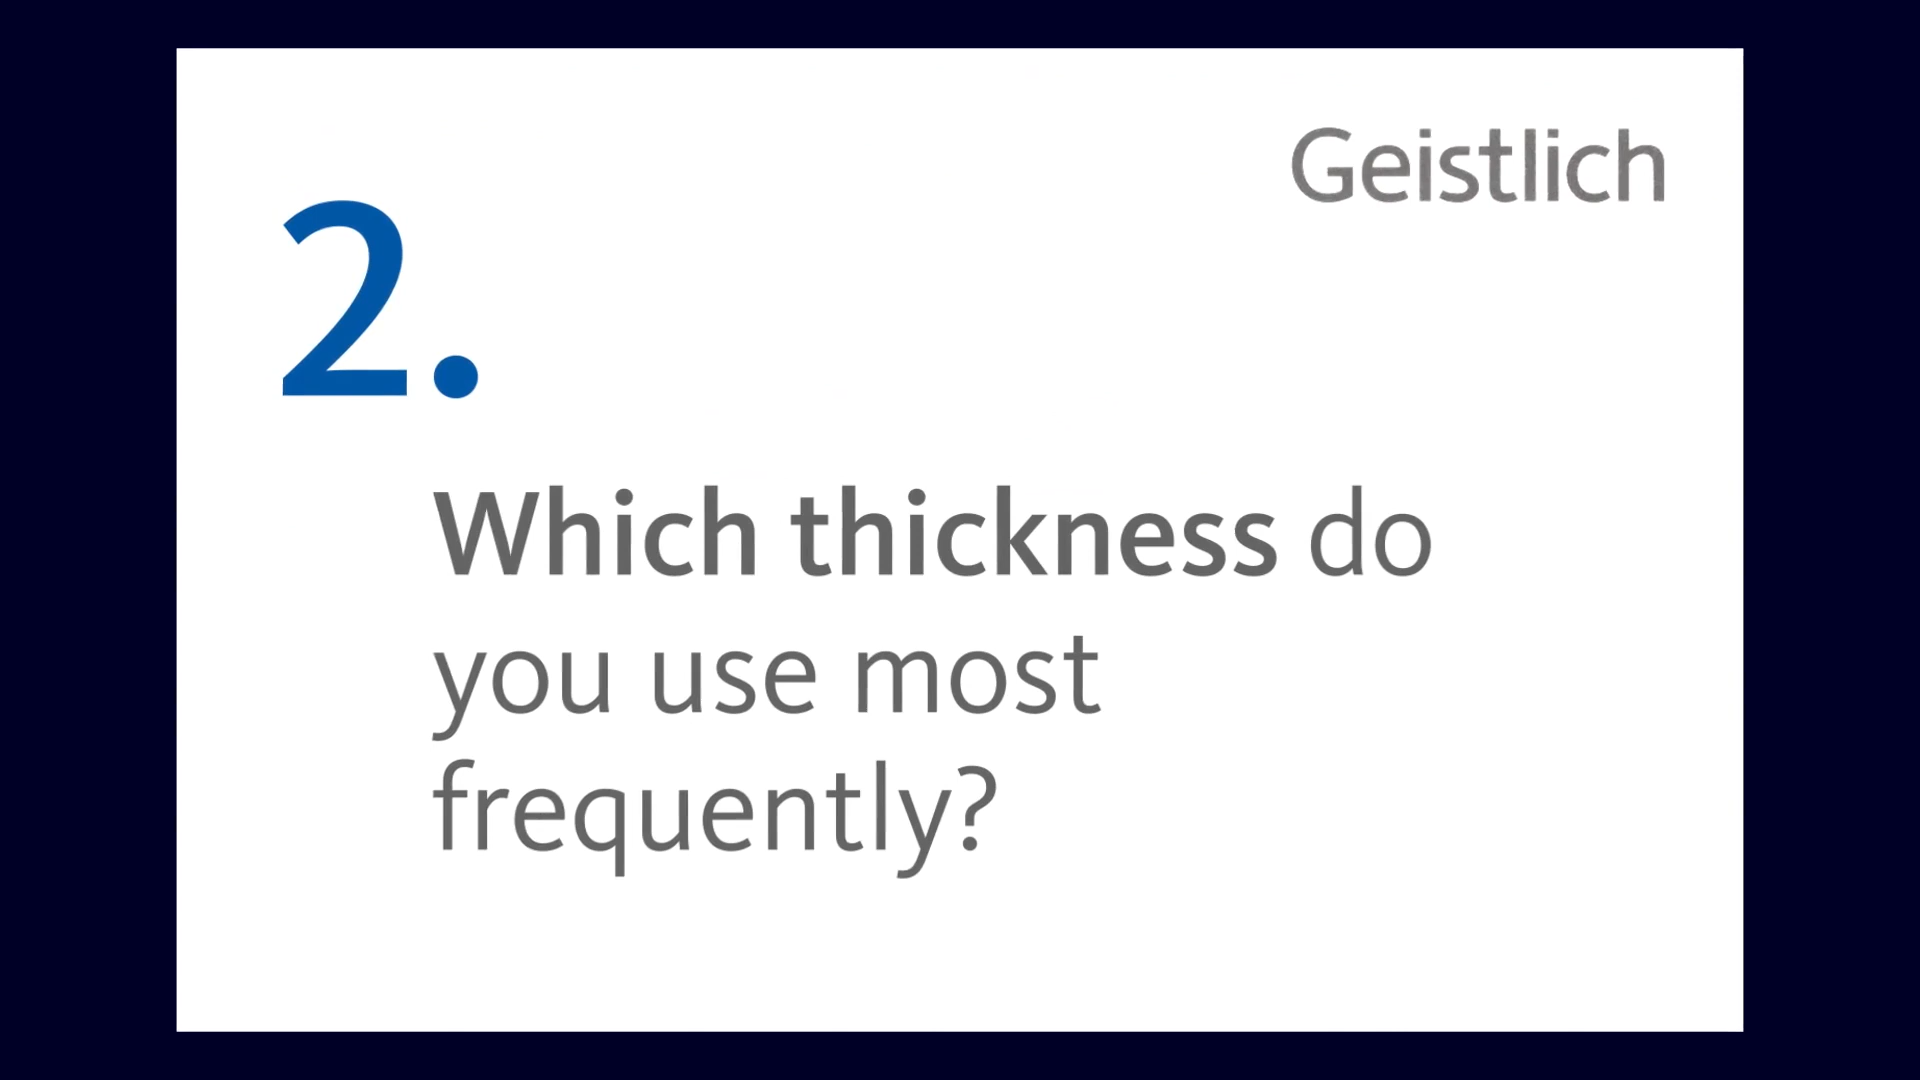 Geistlich
2.
Which thickness do
you use most
frequently?